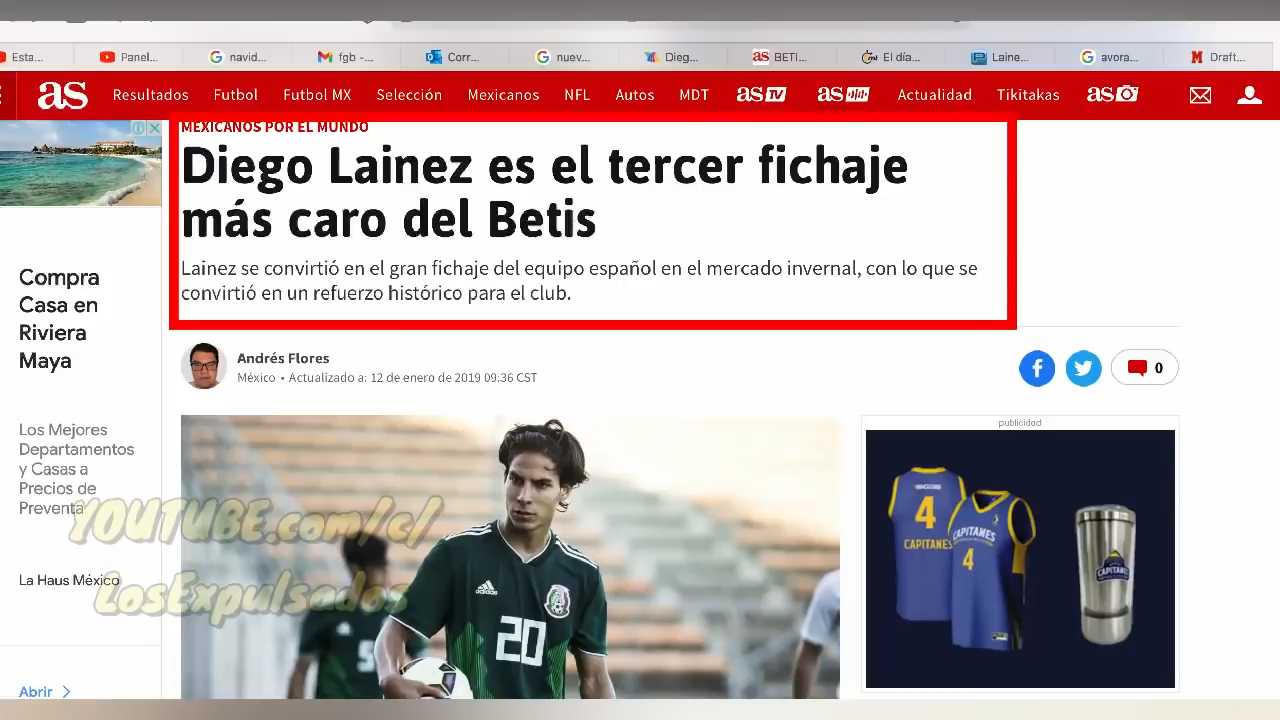 Esta...
Panel...
navid...
fgb -...
Corr...
nuev...
Dieg...
BETI...
El día...
Laine...
avora...
Draft...
as
Resultados
Futbol
Futbol MX
Selección
Mexicanos
NFL
Autos
MDT
as TV
as
Actualidad
Tikitakas
as
MEXICANOS POR EL MUNDO
Diego Lainez es el tercer fichaje
más caro del Betis
Lainez se convirtió en el gran fichaje del equipo español en el mercado invernal, con lo que se
convirtió en un refuerzo histórico para el club.
Compra
Casa en
Riviera
Maya
Los Mejores
Departamentos
y Casas a
Precios de
Preventa
La Haus México
Abrir
Andrés Flores
México • Actualizado a: 12 de enero de 2019 09:36 CST
0
YOUTUBE.com/c/
LosExpulsados
adidas
20
5
publicidad
4
CAPITANES
CAPITANES
4
CAPITANES